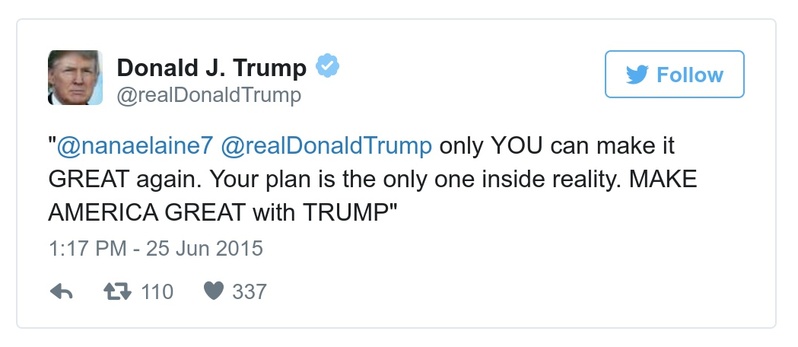 Donald J. Trump
Follow
@realDonaldTrump
"@nanaelaine7 @realDonaldTrump only YOU can make it
GREAT again. Your plan is the only one inside reality. MAKE
AMERICA GREAT with TRUMP"
1:17 PM - 25 Jun 2015
110 337